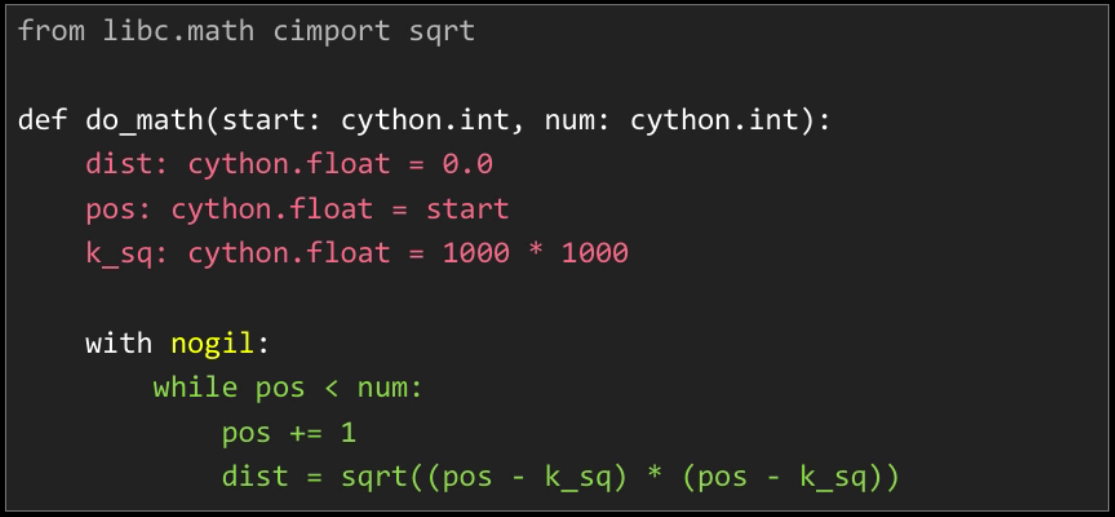 from libc.math cimport sqrt
def do_math(start: cython.int, num: cython.int):
    dist: cython.float = 0.0
    pos: cython.float = start
    k_sq: cython.float = 1000 * 1000
    with nogil:
        while pos < num:
            pos += 1
            dist = sqrt((pos - k_sq) * (pos - k_sq))